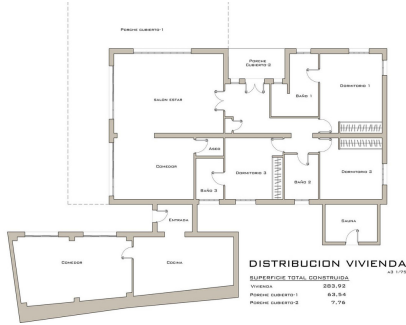 PORCHE CUBIERTO-1
PORCHE
CUBIERTO-2
SALON ESTAR
BAÑO 1
DORMITORIO 1
ASEO
COMEDOR
BAÑO 3
DORMITORIO 3
BAÑO 2
DORMITORIO 2
ENTRADA
SAUNA
COMEDOR
COCINA
DISTRIBUCION VIVIENDA
SUPERFICIE TOTAL CONSTRUIDA
VIVIENDA 283,92
PORCHE CUBIERTO-1 63,54
PORCHE CUBIERTO-2 7,76